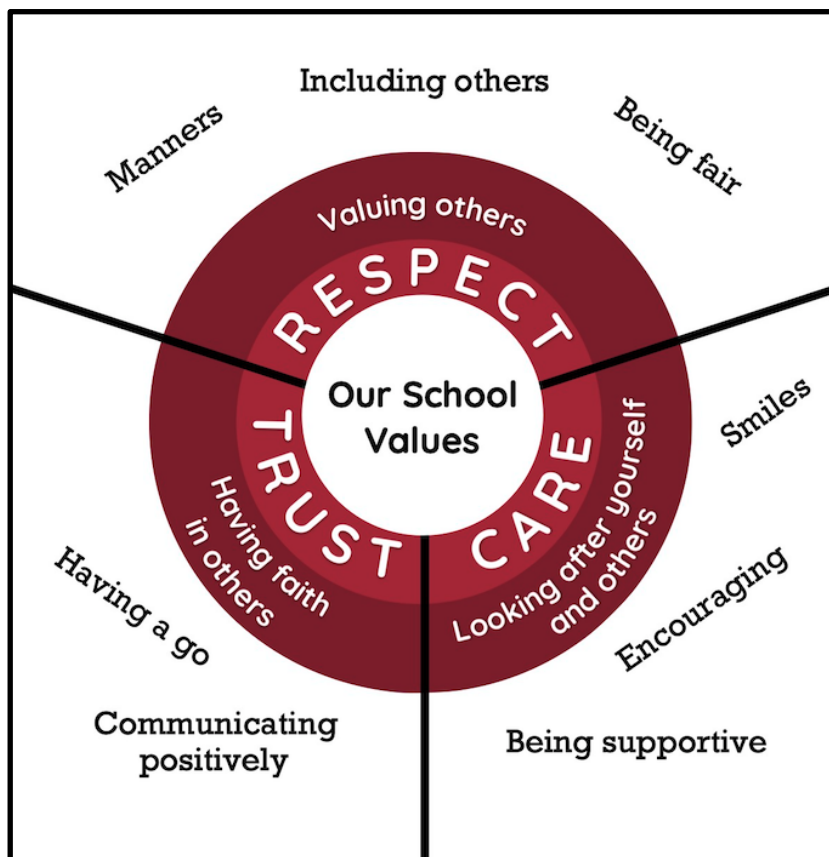 Our School
Values
RESPECT
Valuing others
Manners
Including others
Being fair
CARE
Looking after yourself
and others
Smiles
Encouraging
Being supportive
TRUST
Having faith
in others
Having a go
Communicating
positively